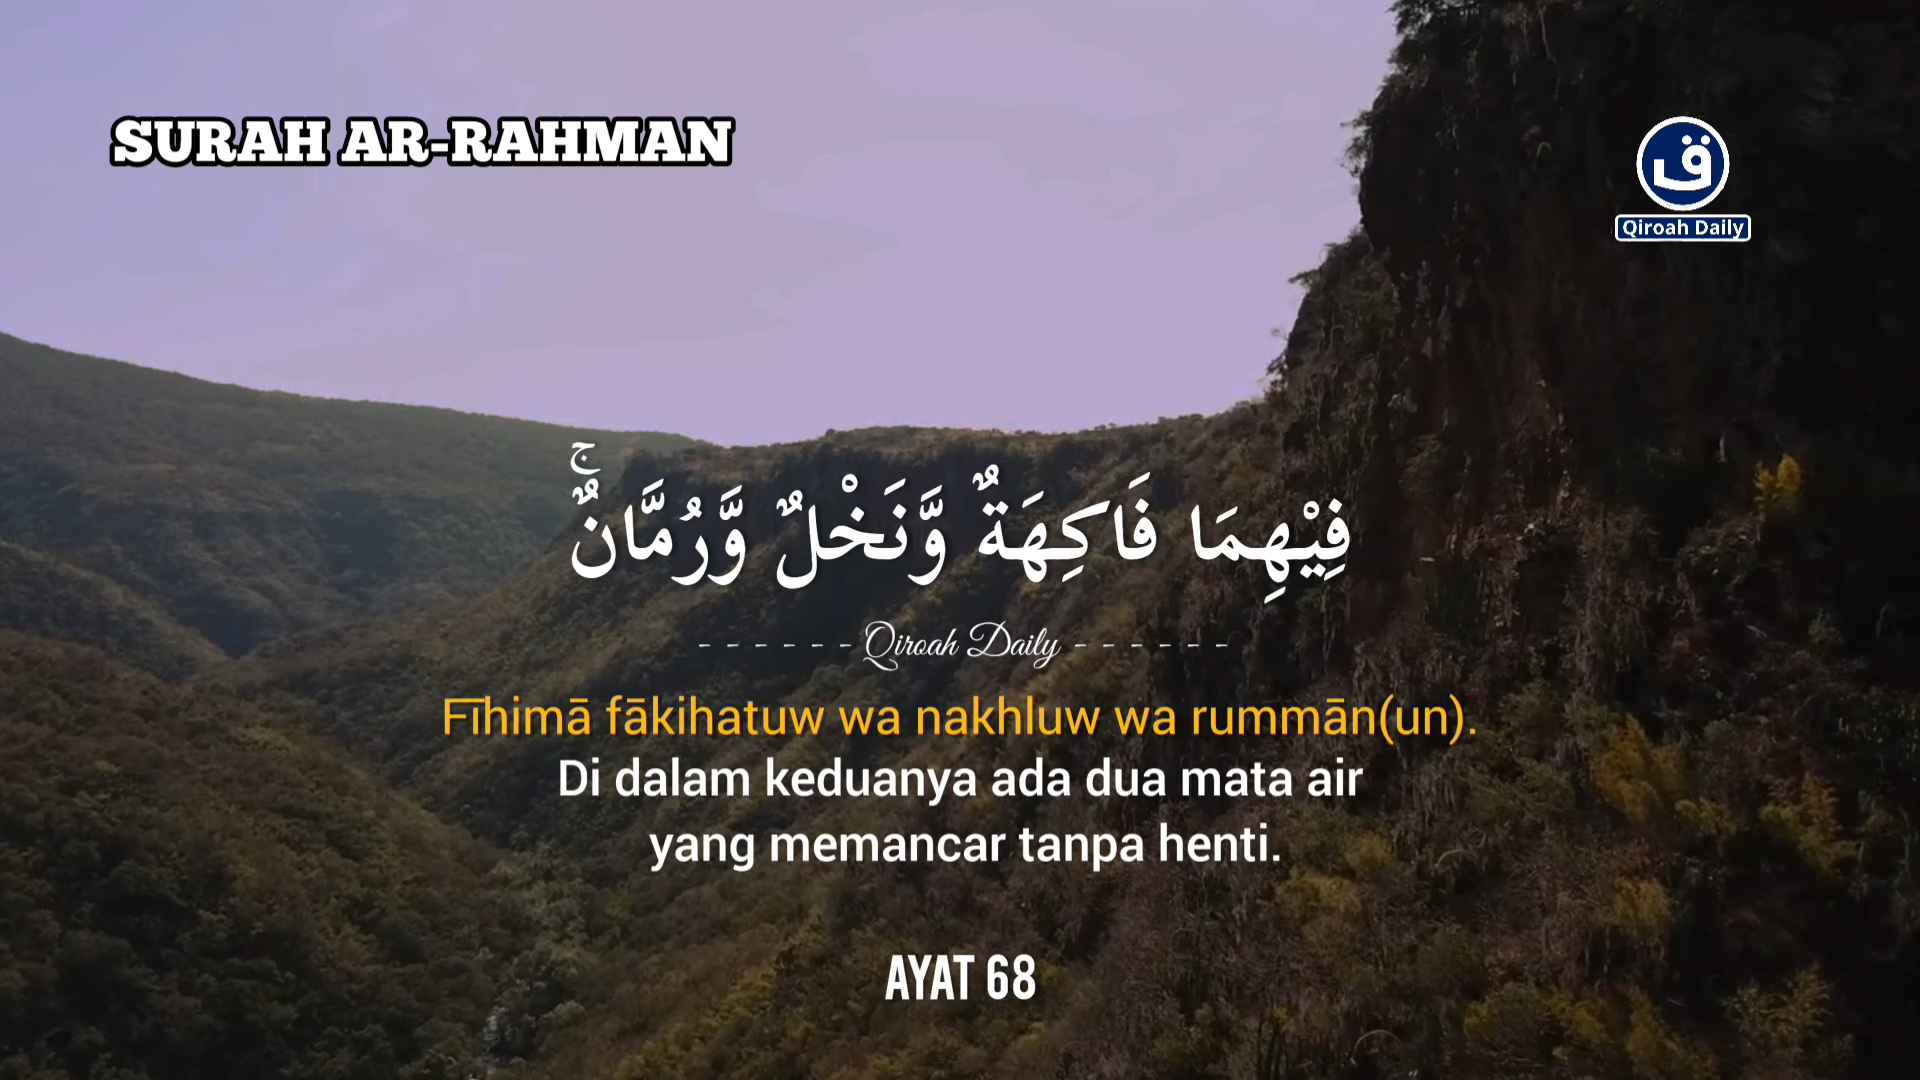 SURAH AR-RAHMAN
ق
Qiroah Daily
فِيْهِمَا فَاكِهَةٌ وَّنَخْلٌ وَّرُمَّانٌۚ
------Qiroah Daily------
Fīhimā fākihatuw wa nakhluw wa rummān(un).
Di dalam keduanya ada dua mata air
yang memancar tanpa henti.
AYAT 68